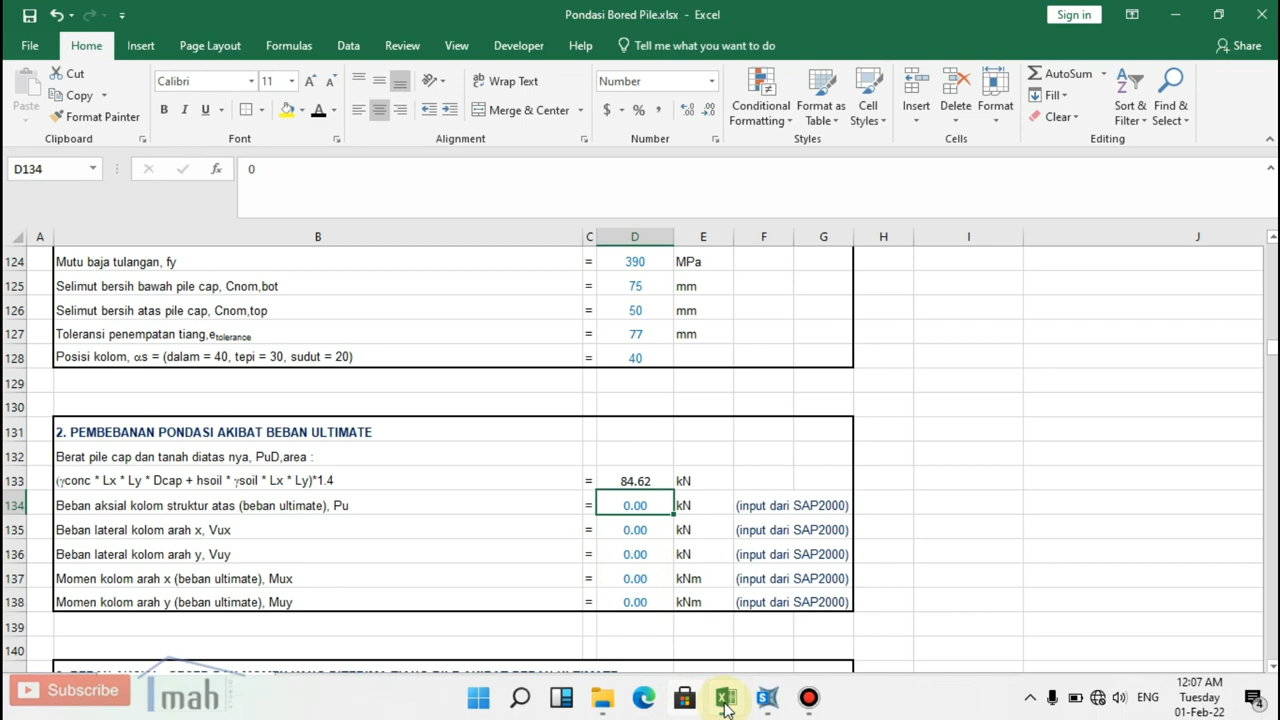 Pondasi Bored Pile.xlsx - Excel
Sign in
File Home Insert Page Layout Formulas Data Review View Developer Help Tell me what you want to do Share
Paste Cut Copy Format Painter
Calibri 11
B I U
Wrap Text
Merge & Center
Number
$ % ,
Conditional Formatting Format as Table Cell Styles
Insert Delete Format
AutoSum Fill Clear
Sort & Filter Find & Select
Clipboard Font Alignment Number Styles Cells Editing
D134 fx 0
A B C D E F G H I J
124 Mutu baja tulangan, fy = 390 MPa
125 Selimut bersih bawah pile cap, Cnom,bot = 75 mm
126 Selimut bersih atas pile cap, Cnom,top = 50 mm
127 Toleransi penempatan tiang,etolerance = 77 mm
128 Posisi kolom, αs = (dalam = 40, tepi = 30, sudut = 20) = 40
129
130
131 2. PEMBEBANAN PONDASI AKIBAT BEBAN ULTIMATE
132 Berat pile cap dan tanah diatas nya, PuD,area :
133 (γconc * Lx * Ly * Dcap + hsoil * γsoil * Lx * Ly)*1.4 = 84.62 kN
134 Beban aksial kolom struktur atas (beban ultimate), Pu = 0.00 kN (input dari SAP2000)
135 Beban lateral kolom arah x, Vux = 0.00 kN (input dari SAP2000)
136 Beban lateral kolom arah y, Vuy = 0.00 kN (input dari SAP2000)
137 Momen kolom arah x (beban ultimate), Mux = 0.00 kNm (input dari SAP2000)
138 Momen kolom arah y (beban ultimate), Muy = 0.00 kNm (input dari SAP2000)
139
140
Subscribe
mah
ENG
12:07 AM
Tuesday
01-Feb-22
4